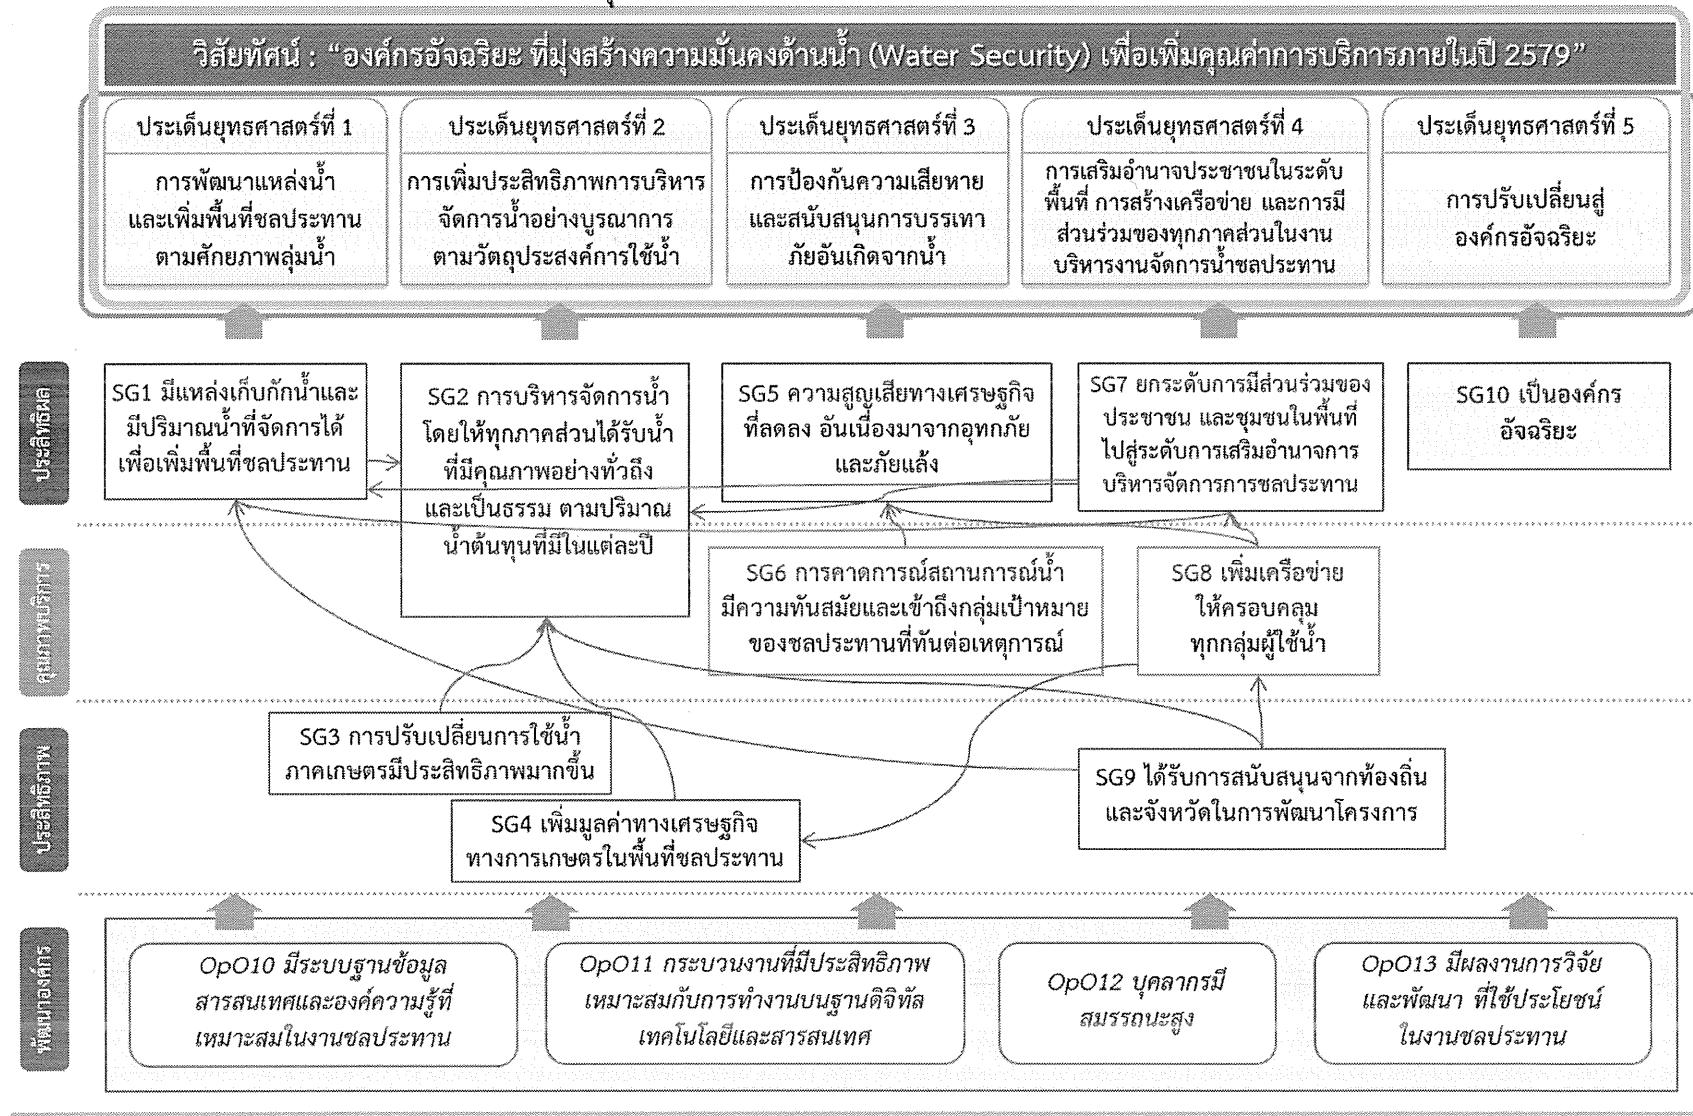 วิสัยทัศน์ : “องค์กรอัจฉริยะ ที่มุ่งสร้างความมั่นคงด้านน้ำ (Water Security) เพื่อเพิ่มคุณค่าการบริการภายในปี 2579”
ประเด็นยุทธศาสตร์ที่ 1
การพัฒนาแหล่งน้ำ
และเพิ่มพื้นที่ชลประทาน
ตามศักยภาพลุ่มน้ำ
ประเด็นยุทธศาสตร์ที่ 2
การเพิ่มประสิทธิภาพการบริหาร
จัดการน้ำอย่างบูรณาการ
ตามวัตถุประสงค์การใช้น้ำ
ประเด็นยุทธศาสตร์ที่ 3
การป้องกันความเสียหาย
และสนับสนุนการบรรเทา
ภัยอันเกิดจากน้ำ
ประเด็นยุทธศาสตร์ที่ 4
การเสริมอำนาจประชาชนในระดับ
พื้นที่ การสร้างเครือข่าย และการมี
ส่วนร่วมของทุกภาคส่วนในงาน
บริหารงานจัดการน้ำชลประทาน
ประเด็นยุทธศาสตร์ที่ 5
การปรับเปลี่ยนสู่
องค์กรอัจฉริยะ
ประสิทธิผล
SG1 มีแหล่งเก็บกักน้ำและ
มีปริมาณน้ำที่จัดการได้
เพื่อเพิ่มพื้นที่ชลประทาน
SG2 การบริหารจัดการน้ำ
โดยให้ทุกภาคส่วนได้รับน้ำ
ที่มีคุณภาพอย่างทั่วถึง
และเป็นธรรม ตามปริมาณ
น้ำต้นทุนที่มีในแต่ละปี
SG5 ความสูญเสียทางเศรษฐกิจ
ที่ลดลง อันเนื่องมาจากอุทกภัย
และภัยแล้ง
SG7 ยกระดับการมีส่วนร่วมของ
ประชาชน และชุมชนในพื้นที่
ไปสู่ระดับการเสริมอำนาจการ
บริหารจัดการการชลประทาน
SG10 เป็นองค์กร
อัจฉริยะ
คุณภาพบริการ
SG6 การคาดการณ์สถานการณ์น้ำ
มีความทันสมัยและเข้าถึงกลุ่มเป้าหมาย
ของชลประทานที่ทันต่อเหตุการณ์
SG8 เพิ่มเครือข่าย
ให้ครอบคลุม
ทุกกลุ่มผู้ใช้น้ำ
ประสิทธิภาพ
SG3 การปรับเปลี่ยนการใช้น้ำ
ภาคเกษตรมีประสิทธิภาพมากขึ้น
SG4 เพิ่มมูลค่าทางเศรษฐกิจ
ทางการเกษตรในพื้นที่ชลประทาน
SG9 ได้รับการสนับสนุนจากท้องถิ่น
และจังหวัดในการพัฒนาโครงการ
พัฒนาองค์กร
OpO10 มีระบบฐานข้อมูล
สารสนเทศและองค์ความรู้ที่
เหมาะสมในงานชลประทาน
OpO11 กระบวนงานที่มีประสิทธิภาพ
เหมาะสมกับการทำงานบนฐานดิจิทัล
เทคโนโลยีและสารสนเทศ
OpO12 บุคลากรมี
สมรรถนะสูง
OpO13 มีผลงานการวิจัย
และพัฒนา ที่ใช้ประโยชน์
ในงานชลประทาน